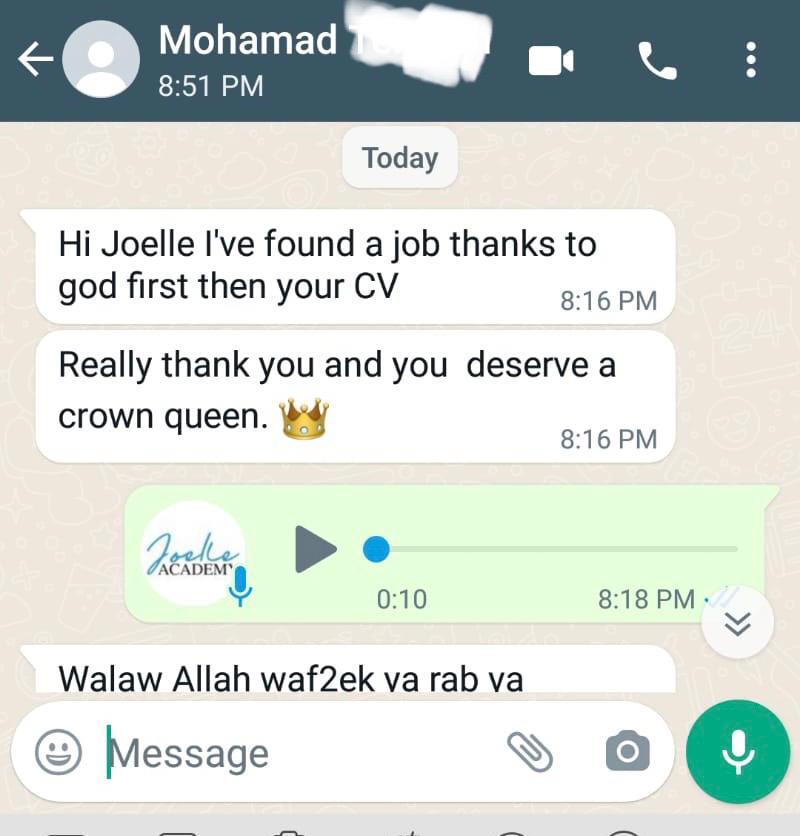 Mohamad
8:51 PM
Today
Hi Joelle I've found a job thanks to
god first then your CV
8:16 PM
Really thank you and you deserve a
crown queen. 👑
8:16 PM
Joelle
ACADEMY
0:10
8:18 PM
Walaw Allah waf2ek ya rab ya
Message